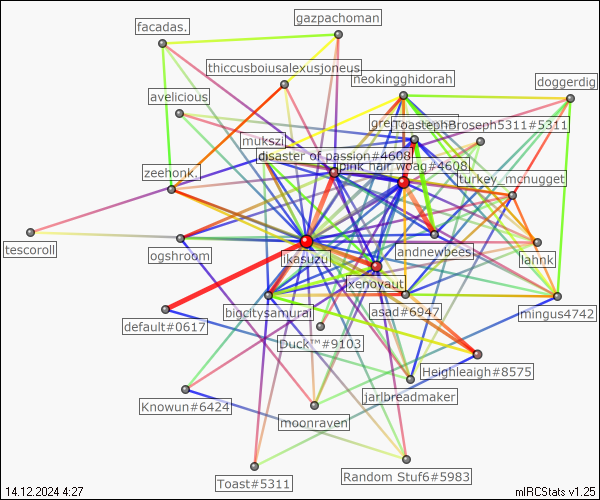 gazpachoman
facadas.
thiccusboiusalexusjoneus
neokingghidorah
doggerdig
avelicious
ToastephBroseph5311#5311
mukszi
disaster of passion#4608
pink hair woag#4608
zeehonk.
turkey_mcnugget
tescoroll
ogshroom
ikasuzu
andnewbees
lahnk
xenoyaut
bigcitysamurai
asad#6947
mingus4742
default#0617
Duck™#9103
Heighleaigh#8575
Knowun#6424
jarlbreadmaker
moonraven
Toast#5311
Random Stuf6#5983
14.12.2024 4:27
mIRCStats v1.25